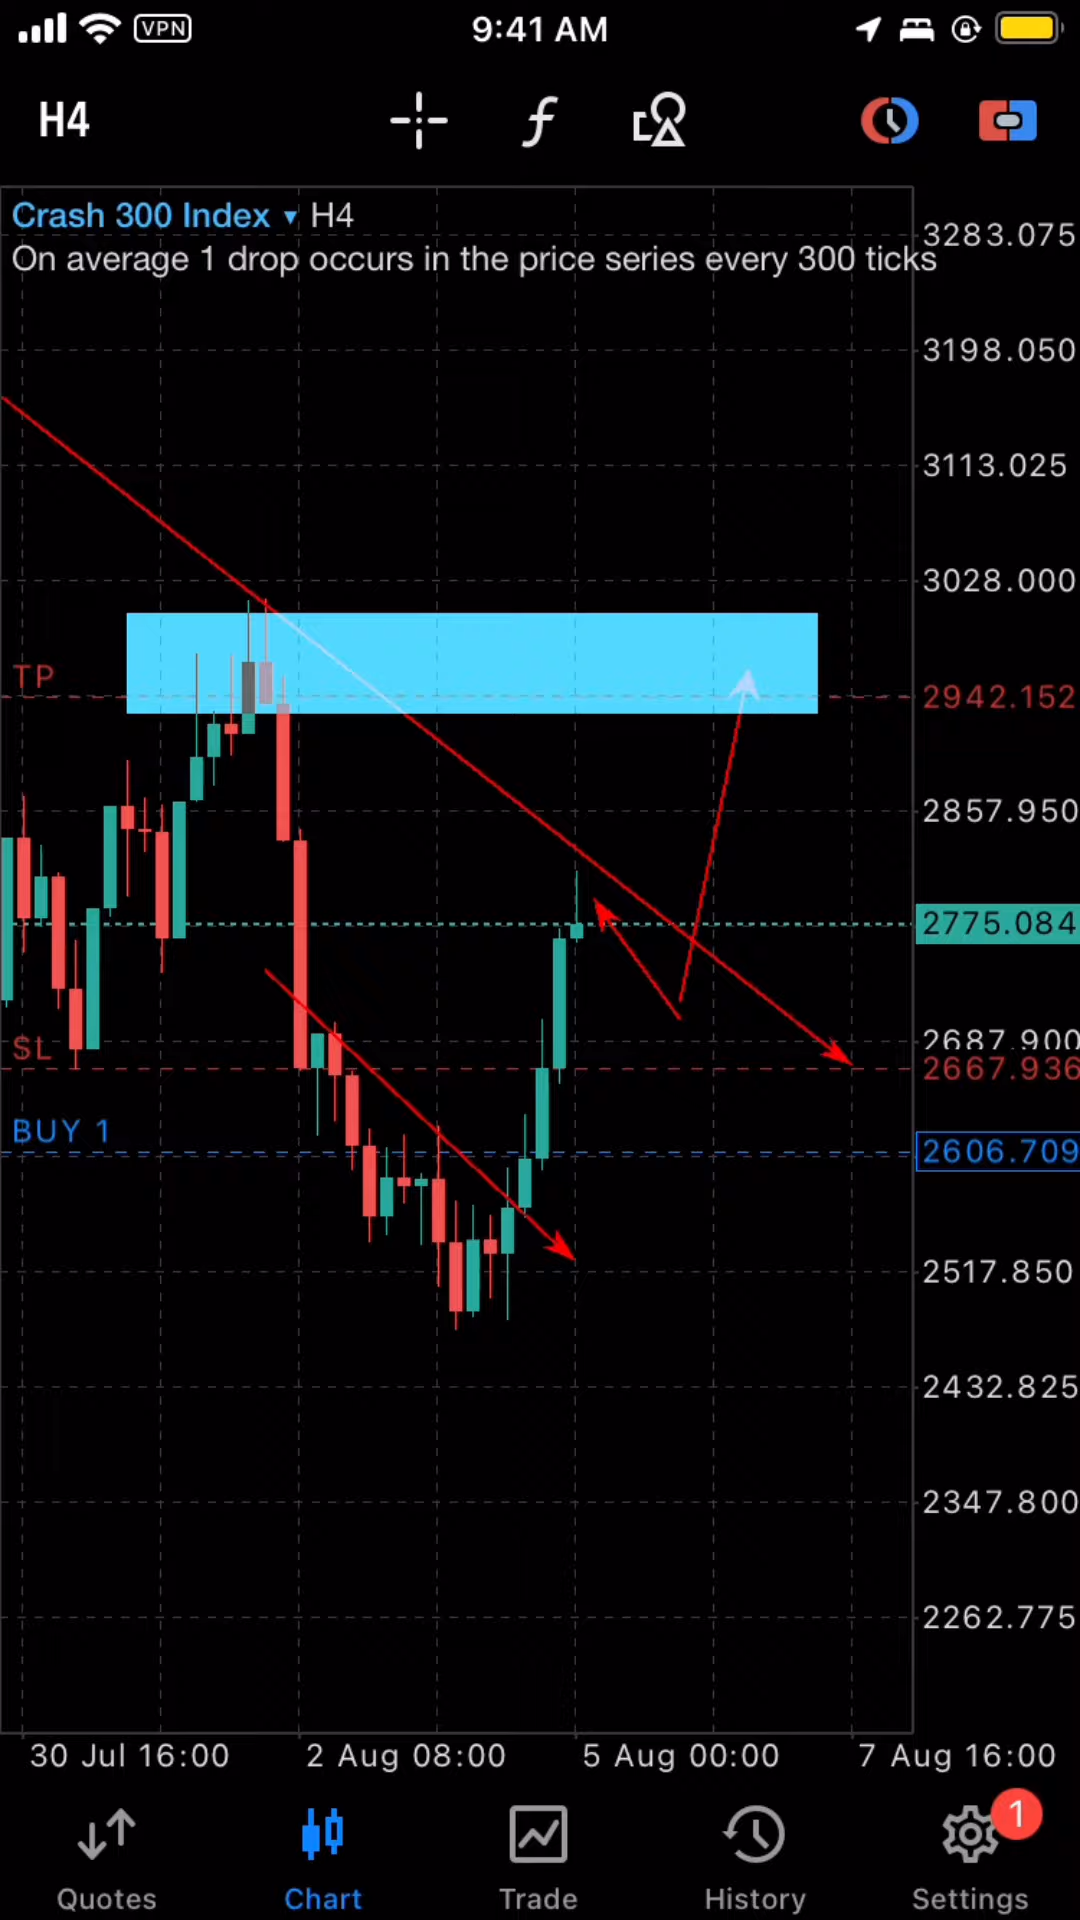 VPN
9:41 AM
H4
Crash 300 Index ▾ H4
On average 1 drop occurs in the price series every 300 ticks
3283.075
3198.050
3113.025
3028.000
TP
2942.152
2857.950
2775.084
2687.900
SL
2667.936
BUY 1
2606.709
2517.850
2432.825
2347.800
2262.775
30 Jul 16:00
2 Aug 08:00
5 Aug 00:00
7 Aug 16:00
1
Quotes
Chart
Trade
History
Settings